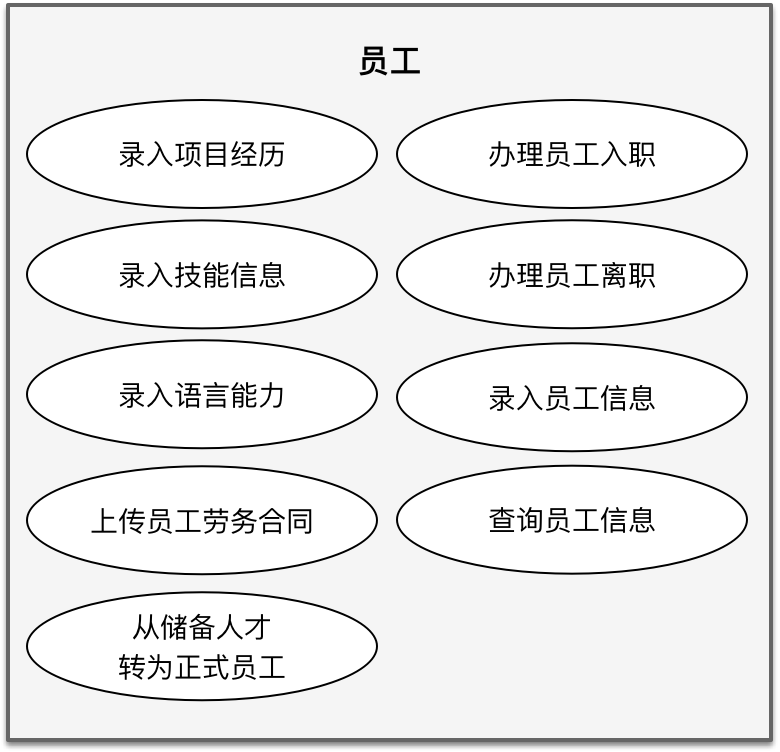 员工
录入项目经历
办理员工入职
录入技能信息
办理员工离职
录入语言能力
录入员工信息
上传员工劳务合同
查询员工信息
从储备人才
转为正式员工